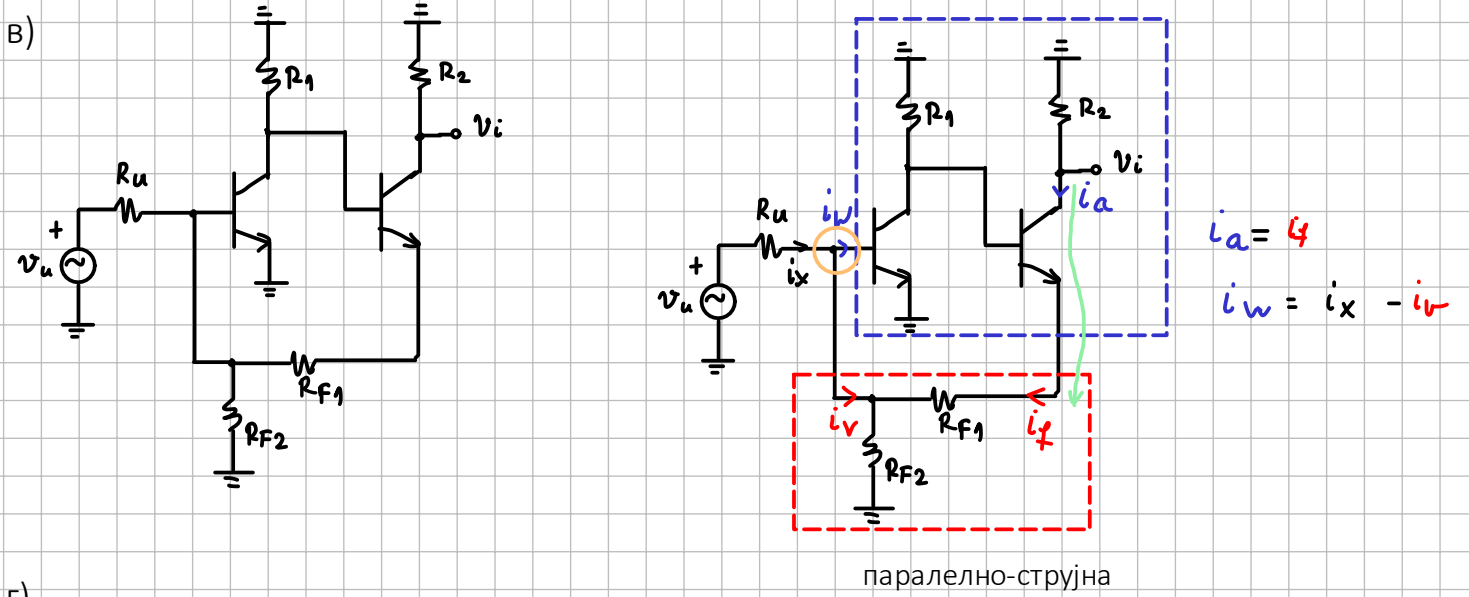 в)
R1
R2
vi
Ru
+
vu
RF1
RF2
R1
R2
vi
ia
Ru
iw
ix
+
vu
ia = if
iw = ix - iv
iv
RF1
if
RF2
паралелно-струјна
г)